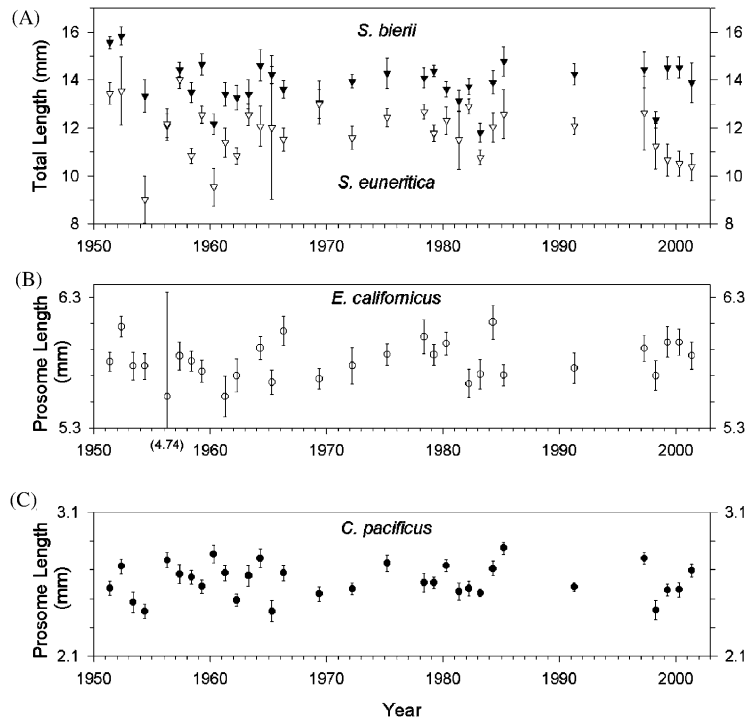 (A)
16
14
12
10
8
Total Length (mm)
S. bierii
S. euneritica
16
14
12
10
8
1950 1960 1970 1980 1990 2000
(B)
6.3
5.3
Prosome Length
(mm)
E. californicus
(4.74)
6.3
5.3
1950 1960 1970 1980 1990 2000
(C)
3.1
2.1
Prosome Length
(mm)
C. pacificus
3.1
2.1
1950 1960 1970 1980 1990 2000
Year